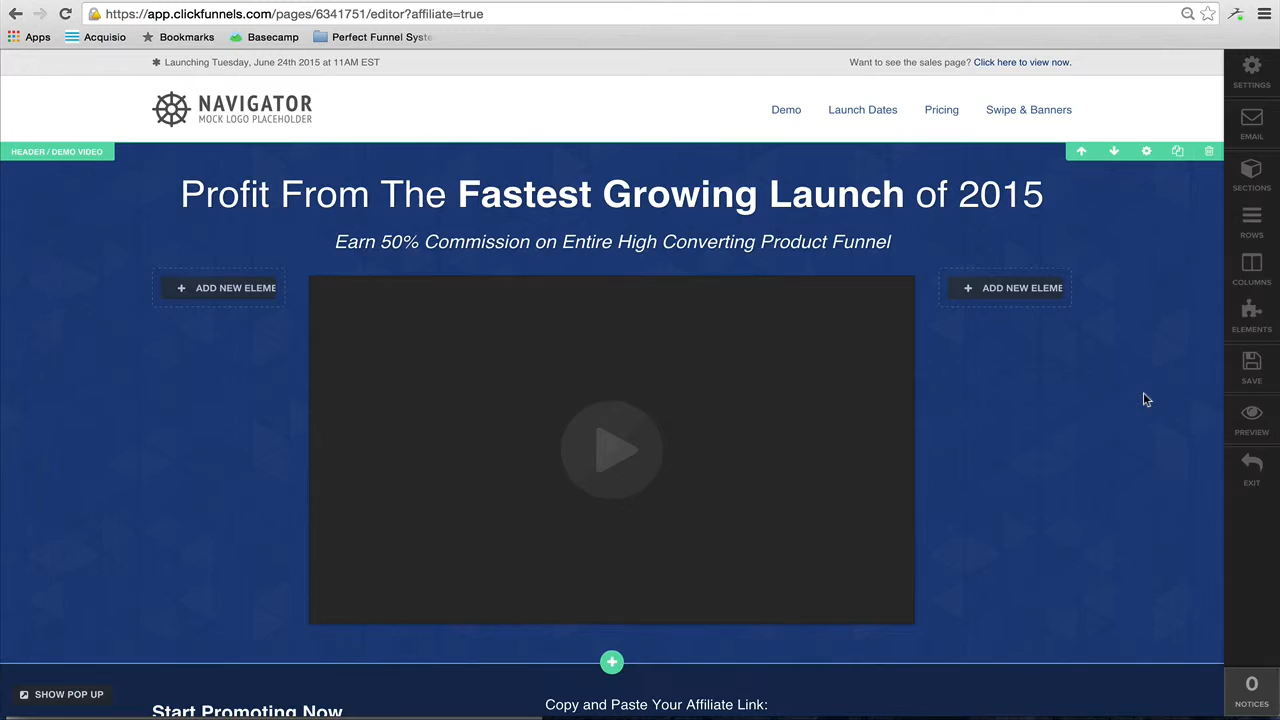 https://app.clickfunnels.com/pages/6341751/editor?affiliate=true
Apps
Acquisio
Bookmarks
Basecamp
Perfect Funnel Syste
Launching Tuesday, June 24th 2015 at 11AM EST
Want to see the sales page? Click here to view now.
NAVIGATOR
MOCK LOGO PLACEHOLDER
Demo
Launch Dates
Pricing
Swipe & Banners
HEADER / DEMO VIDEO
Profit From The Fastest Growing Launch of 2015
Earn 50% Commission on Entire High Converting Product Funnel
+ ADD NEW ELEME
+ ADD NEW ELEME
SETTINGS
EMAIL
SECTIONS
ROWS
COLUMNS
ELEMENTS
SAVE
PREVIEW
EXIT
0
NOTICES
SHOW POP UP
Start Promoting Now
Copy and Paste Your Affiliate Link: